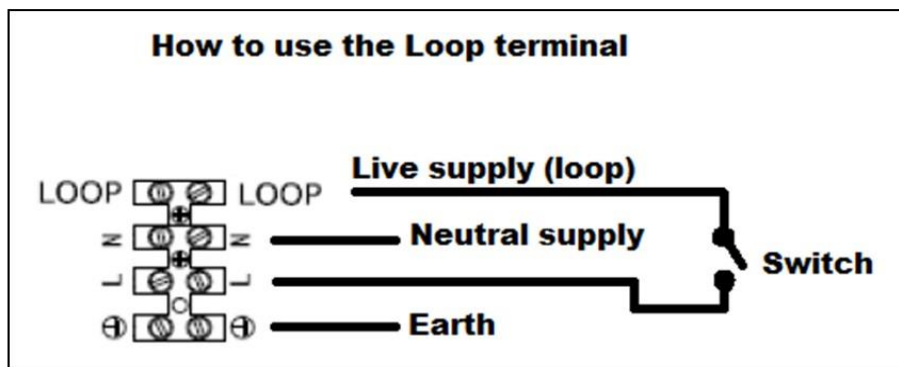 How to use the Loop terminal
Live supply (loop)
LOOP LOOP
N N Neutral supply
Switch
L L
Earth